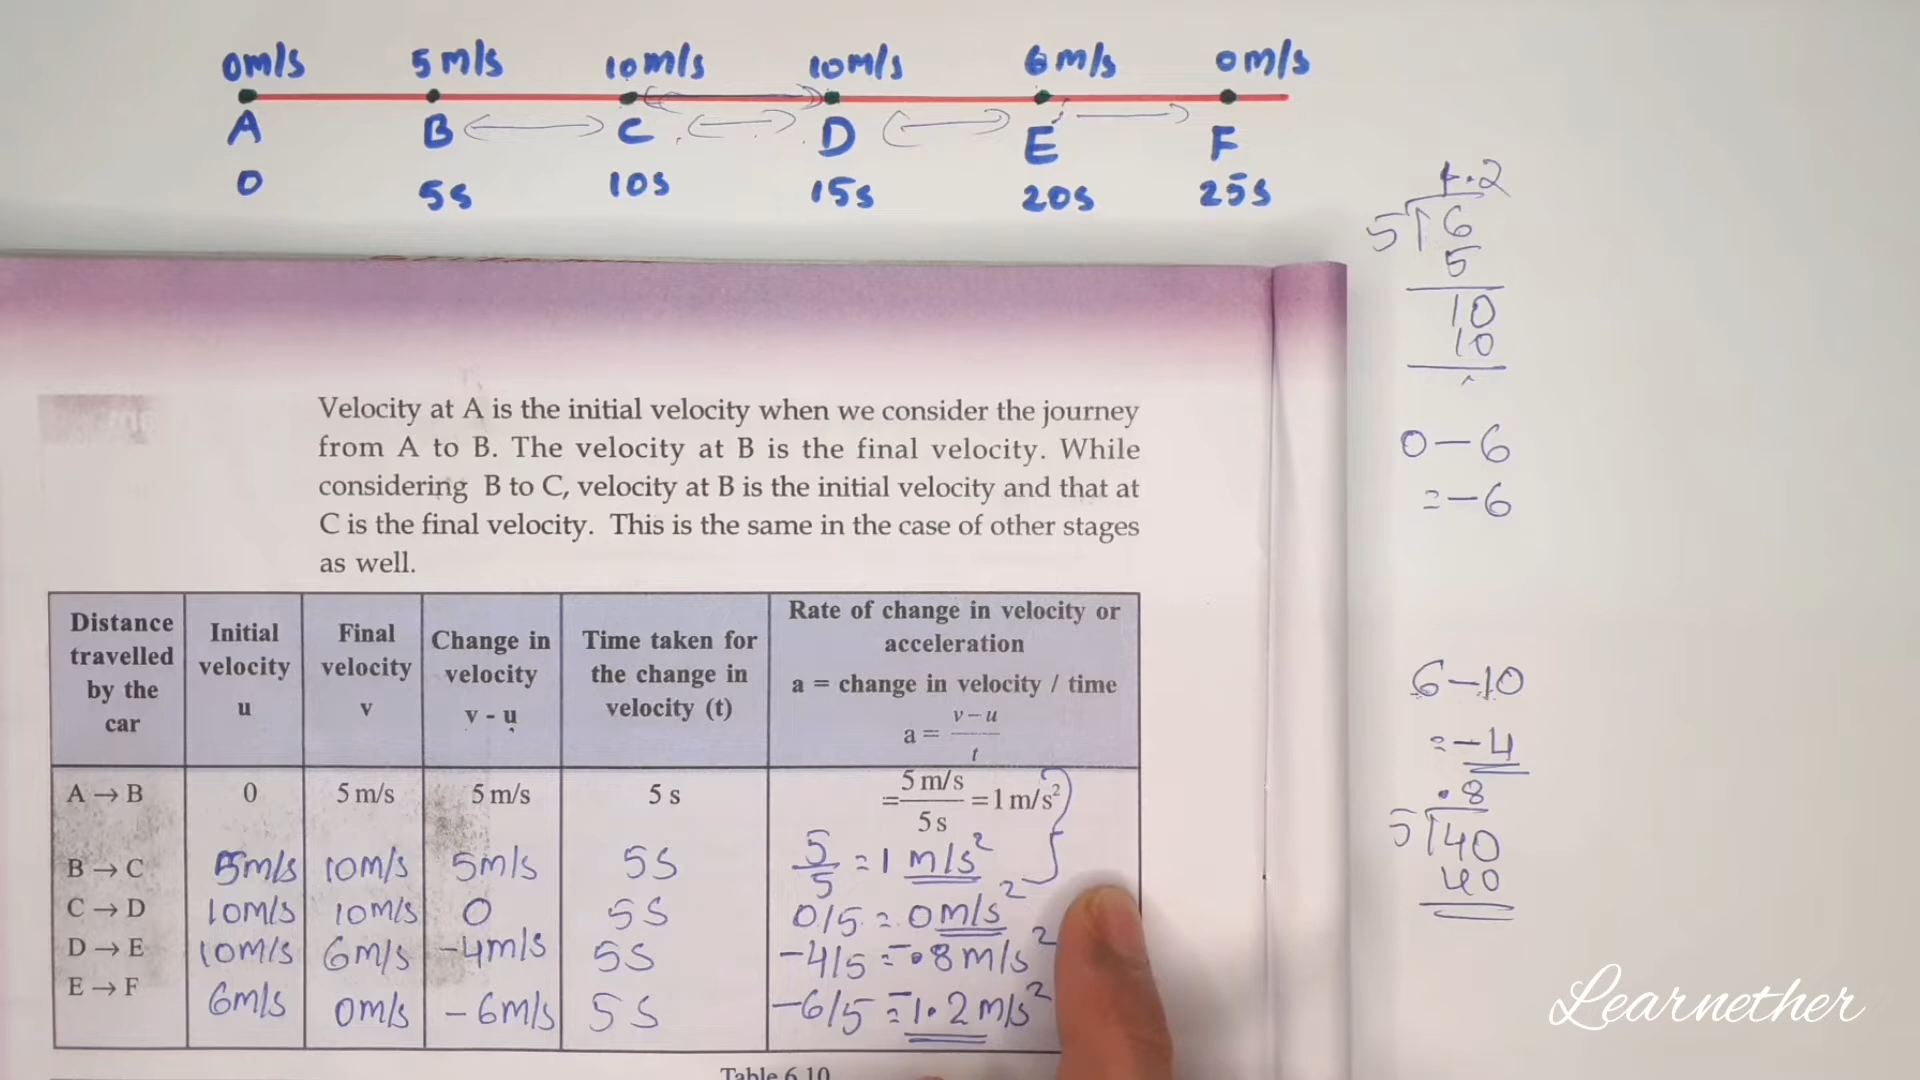 0m/s 5m/s 10m/s 10m/s 6m/s 0m/s
A B C D E F
0 5s 10s 15s 20s 25s
1.2
5 6
5
10
10
0-6
=-6
Velocity at A is the initial velocity when we consider the journey
from A to B. The velocity at B is the final velocity. While
considering B to C, velocity at B is the initial velocity and that at
C is the final velocity. This is the same in the case of other stages
as well.
Distance travelled by the car
Initial velocity u
Final velocity v
Change in velocity v - u
Time taken for the change in velocity (t)
Rate of change in velocity or acceleration
a = change in velocity / time
a = v - u / t
A → B 0 5 m/s 5 m/s 5 s = 5 m/s / 5 s = 1 m/s²
B → C 5m/s 10m/s 5m/s 5s 5/5 = 1 m/s²
C → D 10m/s 10m/s 0 5s 0/5 = 0 m/s²
D → E 10m/s 6m/s -4m/s 5s -4/5 = -.8 m/s²
E → F 6m/s 0m/s -6m/s 5s -6/5 = -1.2 m/s²
Table 6.10
6-10
=-4
.8
5 40
40
Learnether